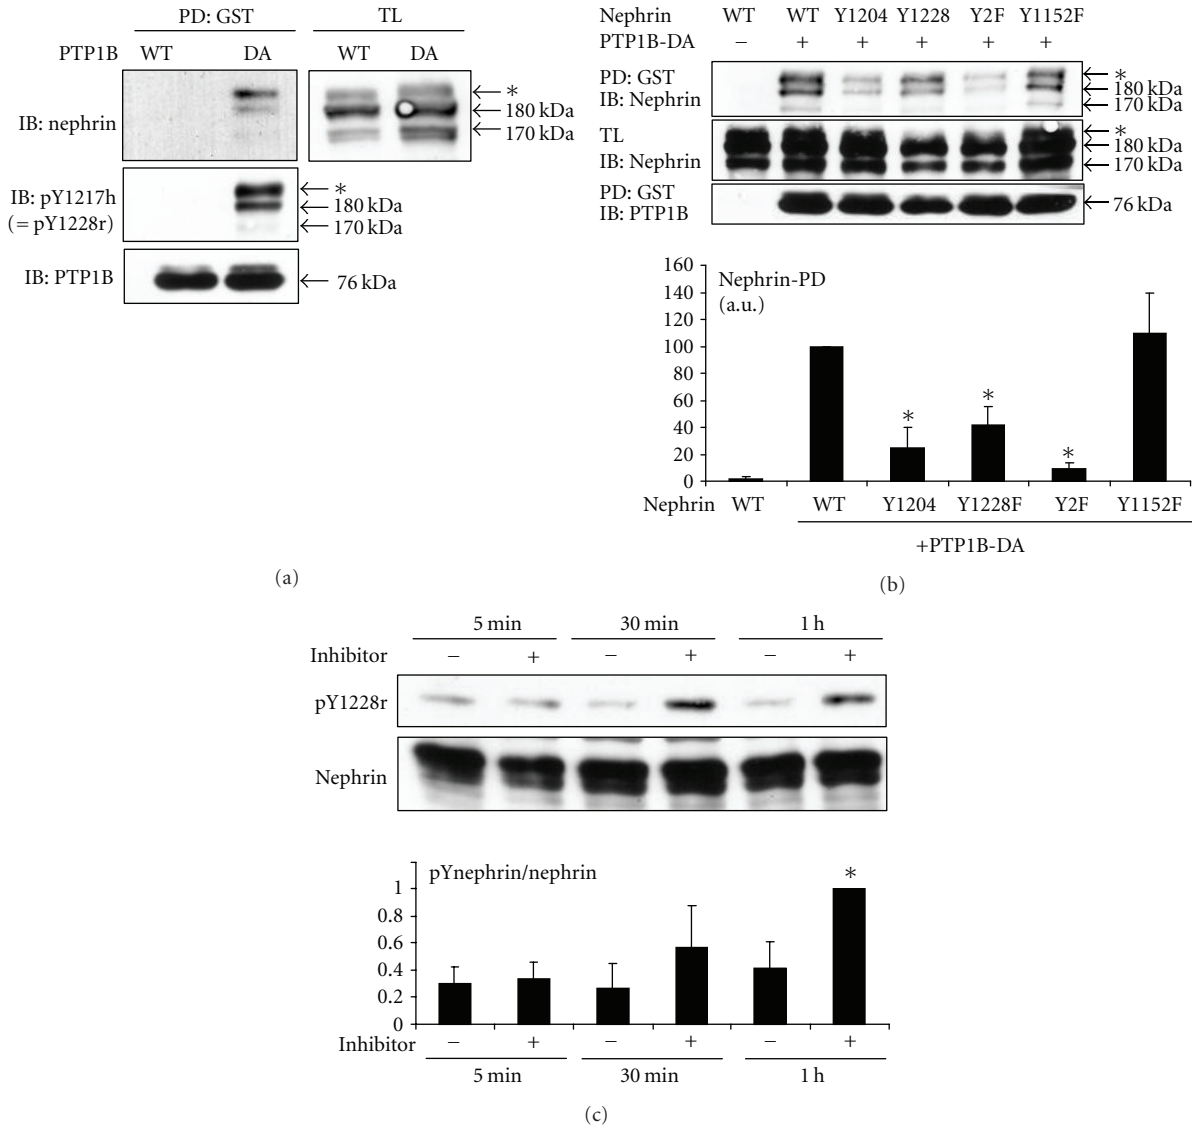 PD: GST TL
PTP1B WT DA WT DA
IB: nephrin
← *
← 180 kDa
← 170 kDa
IB: pY1217h
(= pY1228r)
← *
← 180 kDa
← 170 kDa
IB: PTP1B ← 76 kDa
(a)
Nephrin WT WT Y1204 Y1228 Y2F Y1152F
PTP1B-DA − + + + + +
PD: GST
IB: Nephrin
← *
← 180 kDa
← 170 kDa
TL
IB: Nephrin
← *
← 180 kDa
← 170 kDa
PD: GST
IB: PTP1B
← 76 kDa
Nephrin-PD
(a.u.)
160
140
120
100
80
60
40
20
0
* * *
Nephrin WT WT Y1204 Y1228F Y2F Y1152F
+PTP1B-DA
(b)
5 min 30 min 1 h
Inhibitor − + − + − +
pY1228r
Nephrin
pYnephrin/nephrin
*
1
0.8
0.6
0.4
0.2
0
Inhibitor − + − + − +
5 min 30 min 1 h
(c)